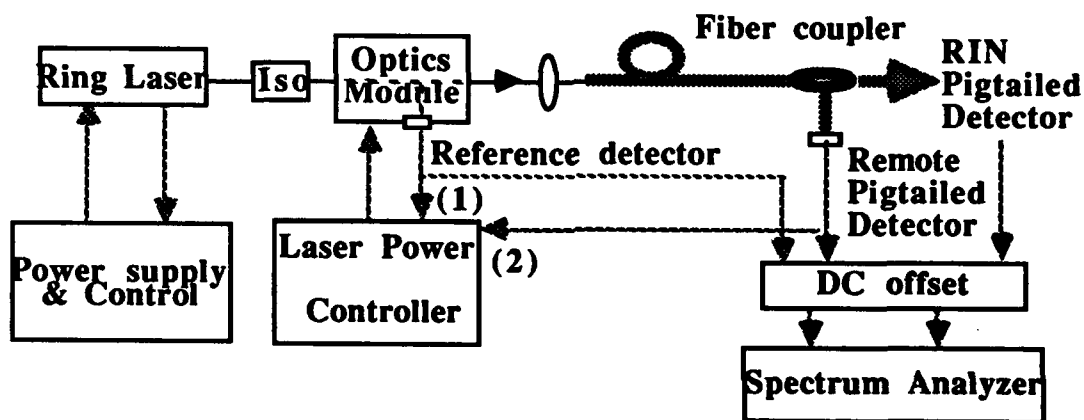 Ring Laser
Iso
Optics
Module
Fiber coupler
RIN
Pigtailed
Detector
Reference detector
(1)
Remote
Pigtailed
Detector
(2)
Power supply
& Control
Laser Power
Controller
DC offset
Spectrum Analyzer